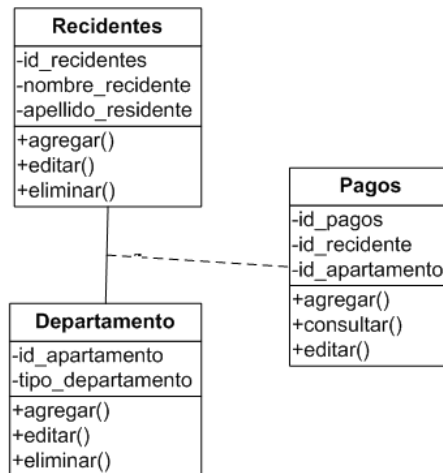 Recidentes
-id_recidentes
-nombre_recidente
-apellido_residente
+agregar()
+editar()
+eliminar()
Pagos
-id_pagos
-id_recidente
-id_apartamento
+agregar()
+consultar()
+editar()
Departamento
-id_apartamento
-tipo_departamento
+agregar()
+editar()
+eliminar()